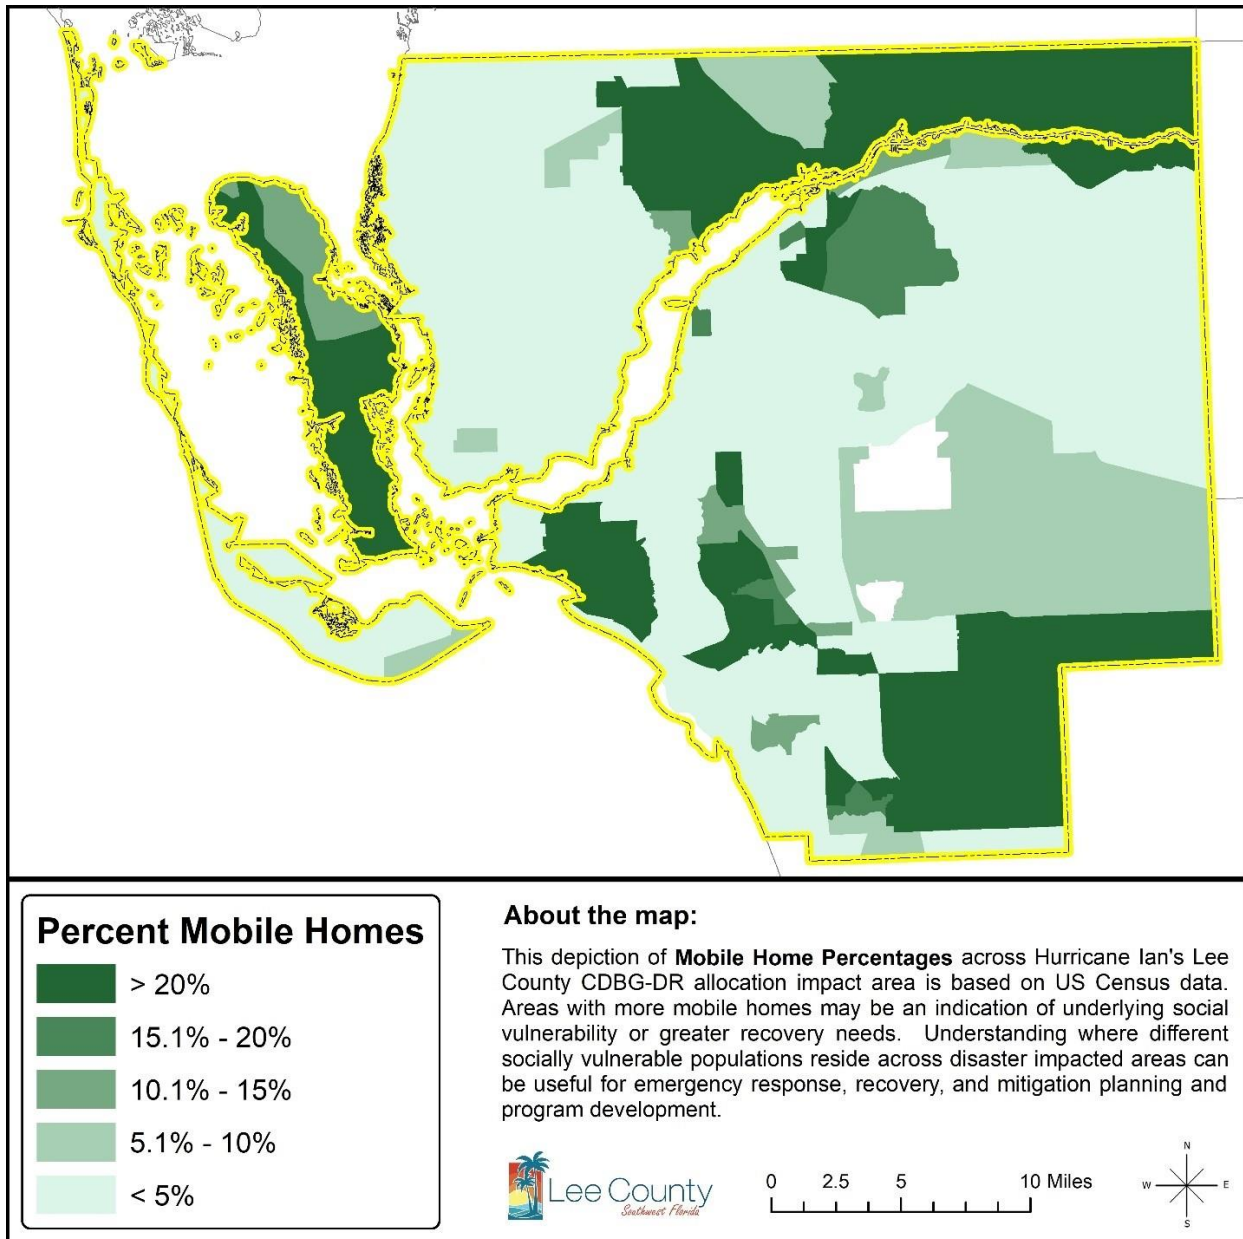 Percent Mobile Homes
> 20%
15.1% - 20%
10.1% - 15%
5.1% - 10%
< 5%
About the map:
This depiction of Mobile Home Percentages across Hurricane Ian's Lee
County CDBG-DR allocation impact area is based on US Census data.
Areas with more mobile homes may be an indication of underlying social
vulnerability or greater recovery needs. Understanding where different
socially vulnerable populations reside across disaster impacted areas can
be useful for emergency response, recovery, and mitigation planning and
program development.
Lee County
Southwest Florida
0 2.5 5 10 Miles
N
W E
S